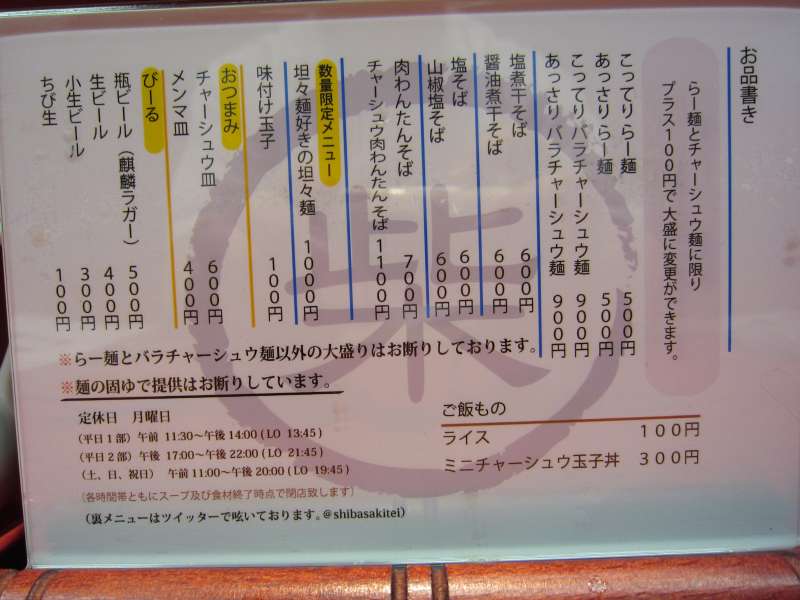 お品書き
らー麺とチャーシュウ麺に限り
プラス100円で大盛に変更ができます。
こってりらー麺 500円
あっさりらー麺 500円
こってりバラチャーシュウ麺 900円
あっさりバラチャーシュウ麺 900円
塩煮干そば 600円
醤油煮干そば 600円
塩そば 600円
山椒塩そば 600円
肉わんたんそば 700円
チャーシュウ肉わんたんそば 1100円
数量限定メニュー
坦々麺好きの坦々麺 1000円
味付け玉子 100円
おつまみ
チャーシュウ皿 600円
メンマ皿 400円
びーる
瓶ビール(麒麟ラガー) 500円
生ビール 400円
小生ビール 300円
ちび生 100円
※らー麺とバラチャーシュウ麺以外の大盛りはお断りしております。
※麺の固ゆで提供はお断りしています。
定休日 月曜日
(平日1部) 午前 11:30〜午後 14:00 ( LO 13:45 )
(平日2部) 午後 17:00〜午後 22:00 ( LO 21:45 )
(土、日、祝日) 午前 11:00〜午後 20:00 ( LO 19:45 )
(各時間帯ともにスープ及び食材終了時点で閉店致します)
(裏メニューはツイッターで呟いております。@shibasakitei)
ご飯もの
ライス 100円
ミニチャーシュウ玉子丼 300円
柴